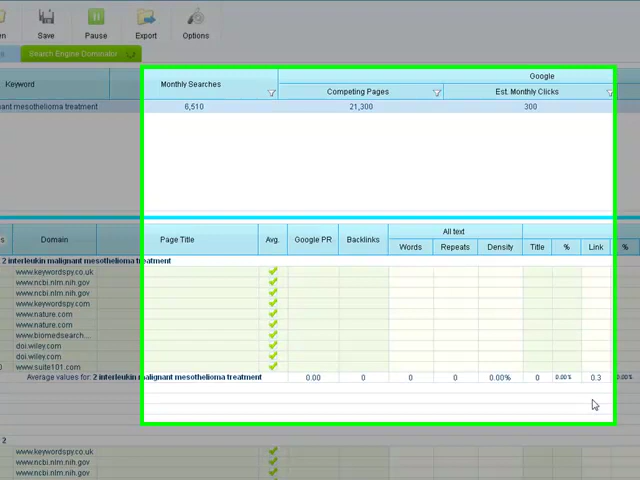 en Save Pause Export Options
Search Engine Dominator
Keyword Monthly Searches Google
Competing Pages Est. Monthly Clicks
nant mesothelioma treatment 6,510 21,300 300
Domain Page Title Avg. Google PR Backlinks All text
Words Repeats Density Title % Link %
2 interleukin malignant mesothelioma treatment
www.keywordspy.co.uk
www.ncbi.nlm.nih.gov
www.ncbi.nlm.nih.gov
www.keywordspy.com
www.nature.com
www.nature.com
www.biomedsearch...
doi.wiley.com
doi.wiley.com
www.suite101.com
Average values for: 2 interleukin malignant mesothelioma treatment 0.00 0 0 0 0.00% 0 0.00% 0.3 0.00%
2
www.keywordspy.co.uk
www.ncbi.nlm.nih.gov
www.ncbi.nlm.nih.gov